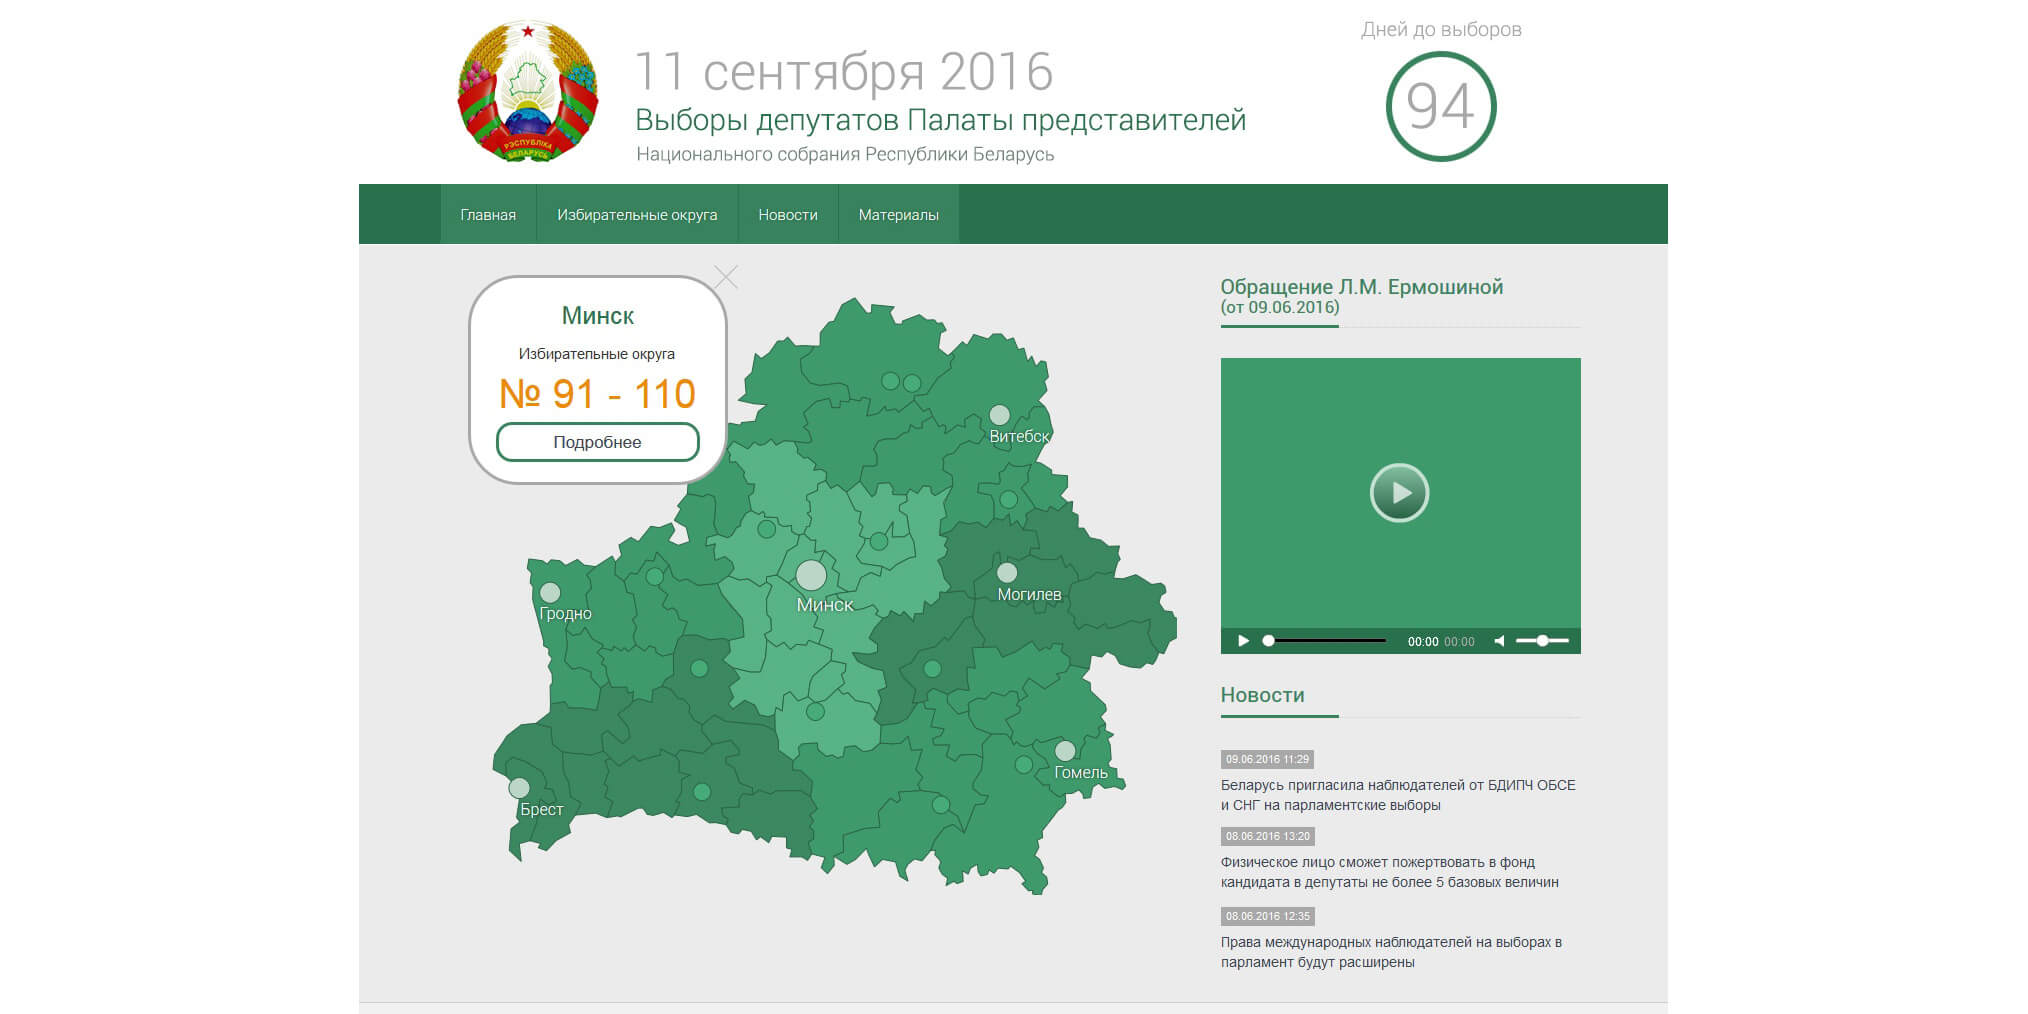 Дней до выборов
94
11 сентября 2016
Выборы депутатов Палаты представителей
Национального собрания Республики Беларусь
РЭСПУБЛІКА
БЕЛАРУСЬ
Главная
Избирательные округа
Новости
Материалы
Минск
Избирательные округа
№ 91 - 110
Подробнее
Витебск
Могилев
Минск
Гродно
Гомель
Брест
Обращение Л.М. Ермошиной
(от 09.06.2016)
00:00 00:00
Новости
09.06.2016 11:29
Беларусь пригласила наблюдателей от БДИПЧ ОБСЕ
и СНГ на парламентские выборы
08.06.2016 13:20
Физическое лицо сможет пожертвовать в фонд
кандидата в депутаты не более 5 базовых величин
08.06.2016 12:35
Права международных наблюдателей на выборах в
парламент будут расширены